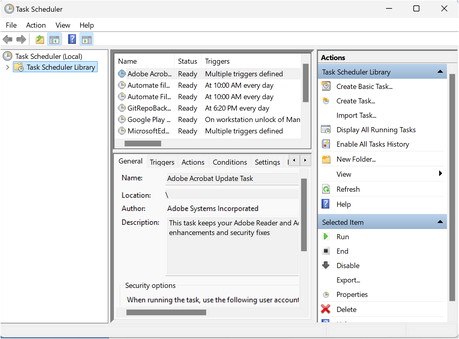 Task Scheduler
File Action View Help
Task Scheduler (Local)
Task Scheduler Library
Name Status Triggers
Adobe Acrob... Ready Multiple triggers defined
Automate fil... Ready At 10:00 AM every day
Automate Fi... Ready At 10:00 AM every day
GitRepoBack... Ready At 6:20 PM every day
Google Play ... Ready On workstation unlock of Man
MicrosoftEd... Ready Multiple triggers defined
General Triggers Actions Conditions Settings
Name: Adobe Acrobat Update Task
Location: \
Author: Adobe Systems Incorporated
Description: This task keeps your Adobe Reader and A
enhancements and security fixes
Security options
When running the task, use the following user account
Actions
Task Scheduler Library
Create Basic Task...
Create Task...
Import Task...
Display All Running Tasks
Enable All Tasks History
New Folder...
View
Refresh
Help
Selected Item
Run
End
Disable
Export...
Properties
Delete